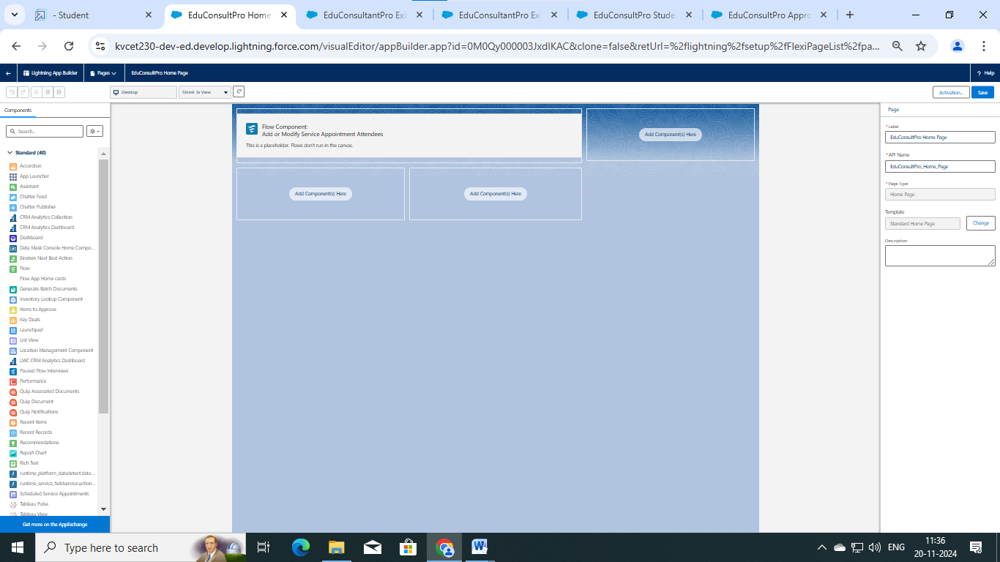 - Student
EduConsultPro Home
EduConsultantPro Exi
EduConsultantPro Exi
EduConsultPro Stude
EduConsultPro Appro
kvcet230-dev-ed.develop.lightning.force.com/visualEditor/appBuilder.app?id=0M0Qy000003JxdlKAC&clone=false&retUrl=%2flightning%2fsetup%2fFlexiPageList%2fpa...
Lightning App Builder
Pages
EduConsultPro Home Page
? Help
Desktop
Shrink To View
Activation...
Save
Components
Search...
Standard (40)
Accordion
App Launcher
Assistant
Chatter Feed
Chatter Publisher
CRM Analytics Collection
CRM Analytics Dashboard
Dashboard
Data Mask Console Home Compo...
Einstein Next Best Action
Flow
Flow App Home cards
Generate Batch Documents
Inventory Lookup Component
Items to Approve
Key Deals
Launchpad
List View
Location Management Component
LWC CRM Analytics Dashboard
Paused Flow Interviews
Performance
Quip Associated Documents
Quip Document
Quip Notifications
Recent Items
Recent Records
Recommendations
Report Chart
Rich Text
runtime_platform_datadetect:data...
runtime_service_fieldservice:action...
Scheduled Service Appointments
Tableau Pulse
Tableau View
Get more on the AppExchange
Flow Component:
Add or Modify Service Appointment Attendees
This is a placeholder. Flows don't run in the canvas.
Add Component(s) Here
Add Component(s) Here
Add Component(s) Here
Page
* Label
EduConsultPro Home Page
* API Name
EduConsultPro_Home_Page
* Page Type
Home Page
Template
Standard Home Page
Change
Description
Type here to search
ENG
11:36
20-11-2024